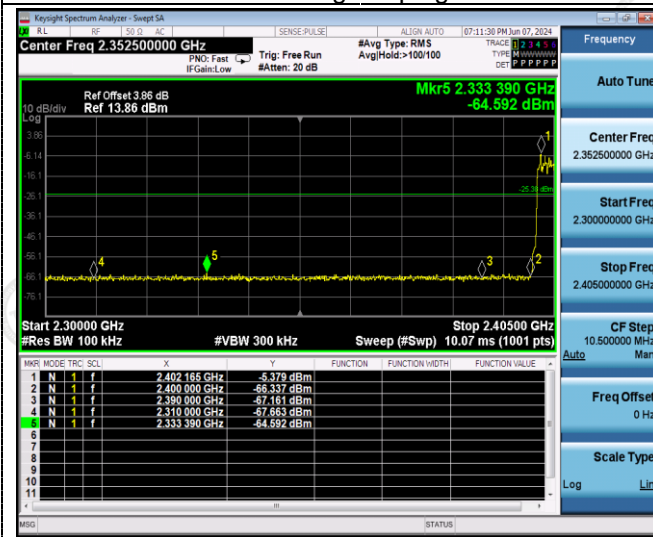 Keysight Spectrum Analyzer - Swept SA
RL RF 50 Ω AC SENSE:PULSE ALIGN AUTO 07:11:30 PM Jun 07, 2024
Center Freq 2.352500000 GHz
PNO: Fast
IFGain:Low
Trig: Free Run
#Atten: 20 dB
#Avg Type: RMS
Avg|Hold:>100/100
TRACE 1 2 3 4 5 6
TYPE M W W W W W
DET P P P P P P
Ref Offset 3.86 dB
10 dB/div Ref 13.86 dBm
Log
Mkr5 2.333 390 GHz
-64.592 dBm
3.86
-6.14
-16.1
-26.1
-36.1
-46.1
-56.1
-66.1
-76.1
1
-25.38 dBm
4
5
3
2
Start 2.30000 GHz Stop 2.40500 GHz
#Res BW 100 kHz #VBW 300 kHz Sweep (#Swp) 10.07 ms (1001 pts)
MKR MODE TRC SCL X Y FUNCTION FUNCTION WIDTH FUNCTION VALUE
1 N 1 f 2.402 165 GHz -5.379 dBm
2 N 1 f 2.400 000 GHz -66.337 dBm
3 N 1 f 2.390 000 GHz -67.161 dBm
4 N 1 f 2.310 000 GHz -67.663 dBm
5 N 1 f 2.333 390 GHz -64.592 dBm
6
7
8
9
10
11
MSG STATUS
Frequency
Auto Tune
Center Freq
2.352500000 GHz
Start Freq
2.300000000 GHz
Stop Freq
2.405000000 GHz
CF Step
10.500000 MHz
Auto Man
Freq Offset
0 Hz
Scale Type
Log Lin